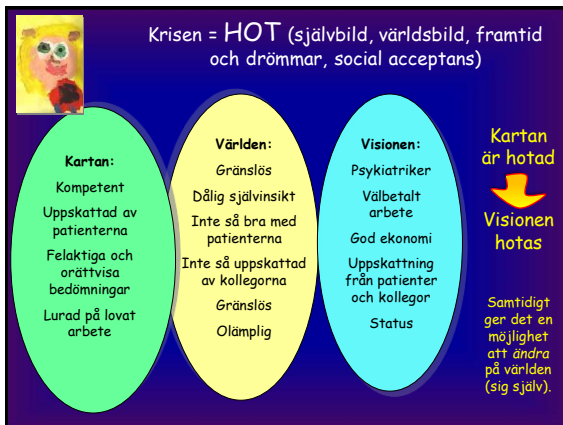 Krisen = HOT (självbild, världsbild, framtid
och drömmar, social acceptans)
Kartan:
Kompetent
Uppskattad av
patienterna
Felaktiga och
orättvisa
bedömningar
Lurad på lovat
arbete
Världen:
Gränslös
Dålig självinsikt
Inte så bra med
patienterna
Inte så uppskattad
av kollegorna
Gränslös
Olämplig
Visionen:
Psykiatriker
Välbetalt
arbete
God ekonomi
Uppskattning
från patienter
och kollegor
Status
Kartan
är hotad
Visionen
hotas
Samtidigt
ger det en
möjlighet
att ändra
på världen
(sig själv).